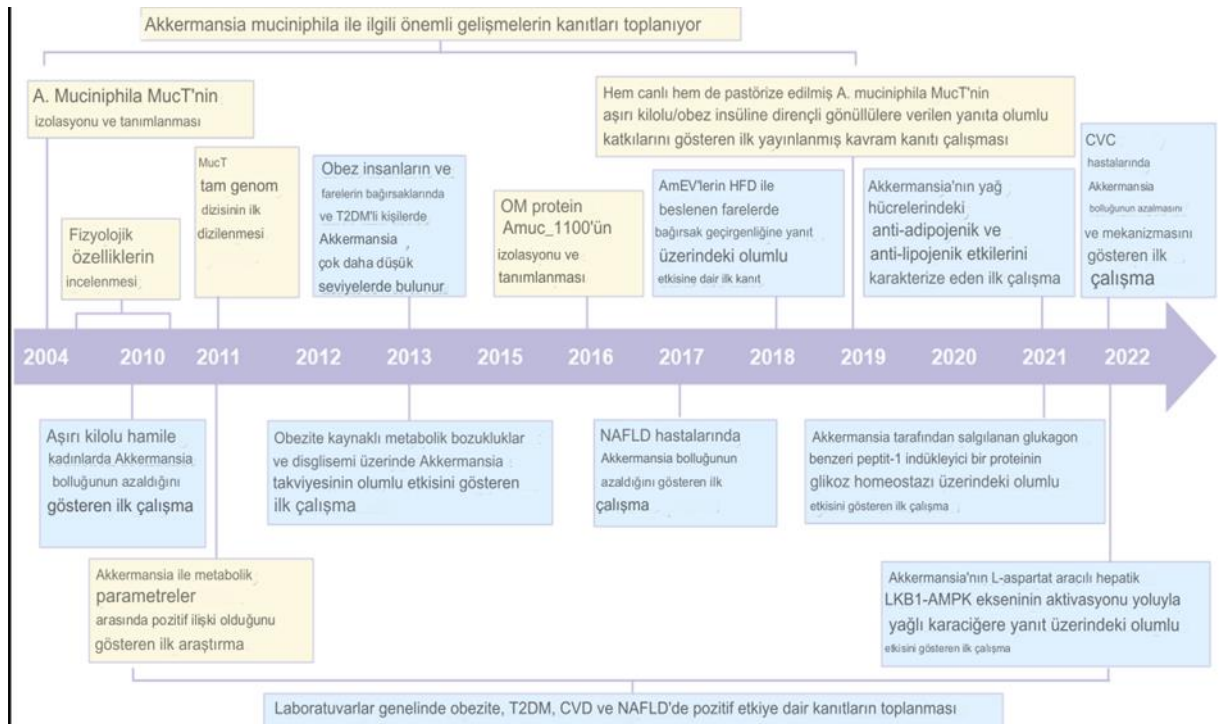 Akkermansia muciniphila ile ilgili önemli gelişmelerin kanıtları toplanıyor
A. Muciniphila MucT'nin
izolasyonu ve tanımlanması
Fizyolojik
özelliklerin
incelenmesi
MucT
tam genom
dizisinin ilk
dizilenmesi
Obez insanların ve
farelerin bağırsaklarında
ve T2DM'li kişilerde
Akkermansia
çok daha düşük
seviyelerde bulunur
OM protein
Amuc_1100'ün
izolasyonu ve
tanımlanması
Hem canlı hem de pastörize edilmiş A. muciniphila MucT'nin
aşırı kilolu/obez insüline dirençli gönüllülere verilen yanıta olumlu
katkılarını gösteren ilk yayınlanmış kavram kanıtı çalışması
AmEV'lerin HFD ile
beslenen farelerde
bağırsak geçirgenliğine yanıt
üzerindeki olumlu
etkisine dair ilk kanıt
Akkermansia'nın yağ
hücrelerindeki
anti-adipojenik ve
anti-lipojenik etkilerini
karakterize eden ilk çalışma
CVC
hastalarında
Akkermansia
bolluğunun azalmasını
ve mekanizmasını
gösteren ilk
çalışma
2004 2010 2011 2012 2013 2015 2016 2017 2018 2019 2020 2021 2022
Aşırı kilolu hamile
kadınlarda Akkermansia
bolluğunun azaldığını
gösteren ilk çalışma
Akkermansia ile metabolik
parametreler
arasında pozitif ilişki olduğunu
gösteren ilk araştırma
Obezite kaynaklı metabolik bozukluklar
ve disglisemi üzerinde Akkermansia
takviyesinin olumlu etkisini gösteren
ilk çalışma
NAFLD hastalarında
Akkermansia bolluğunun
azaldığını gösteren ilk
çalışma
Akkermansia tarafından salgılanan glukagon
benzeri peptit-1 indükleyici bir proteinin
glikoz homeostazı üzerindeki olumlu
etkisini gösteren ilk çalışma
Akkermansia'nın L-aspartat aracılı hepatik
LKB1-AMPK ekseninin aktivasyonu yoluyla
yağlı karaciğere yanıt üzerindeki olumlu
etkisini gösteren ilk çalışma
Laboratuvarlar genelinde obezite, T2DM, CVD ve NAFLD'de pozitif etkiye dair kanıtların toplanması